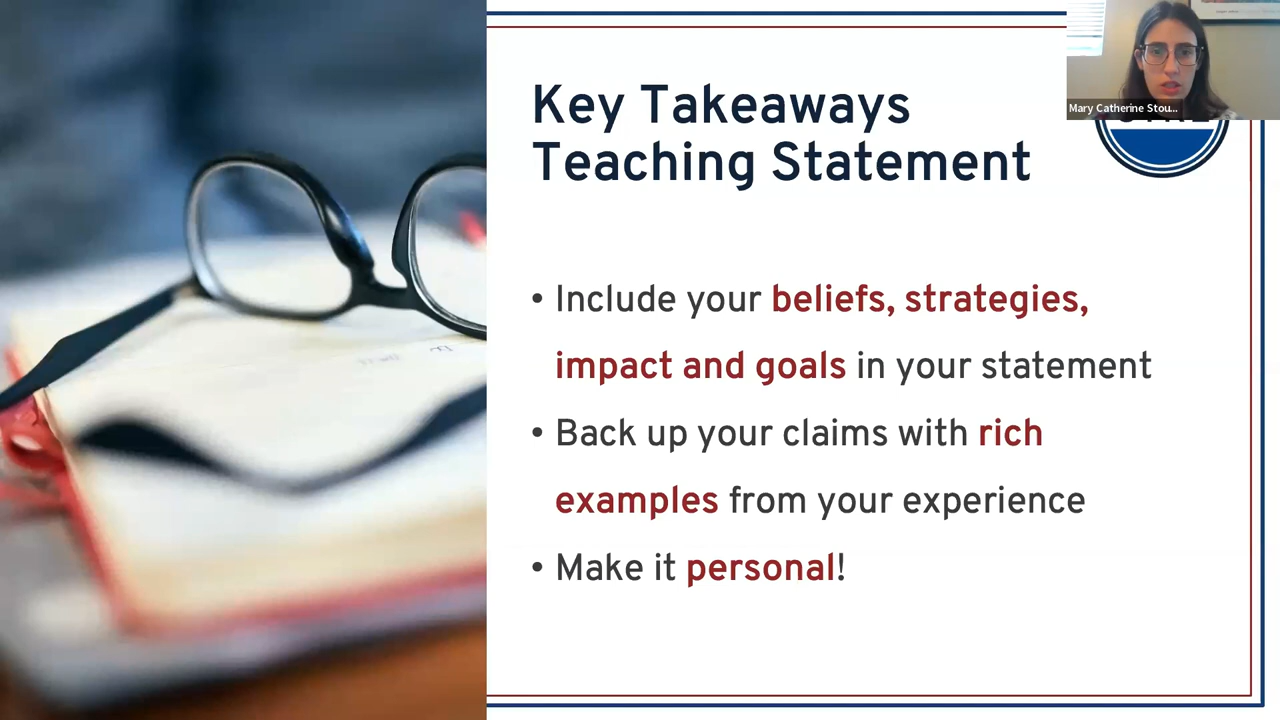 Mary Catherine Stou...
Key Takeaways
Teaching Statement
• Include your beliefs, strategies,
impact and goals in your statement
• Back up your claims with rich
examples from your experience
• Make it personal!